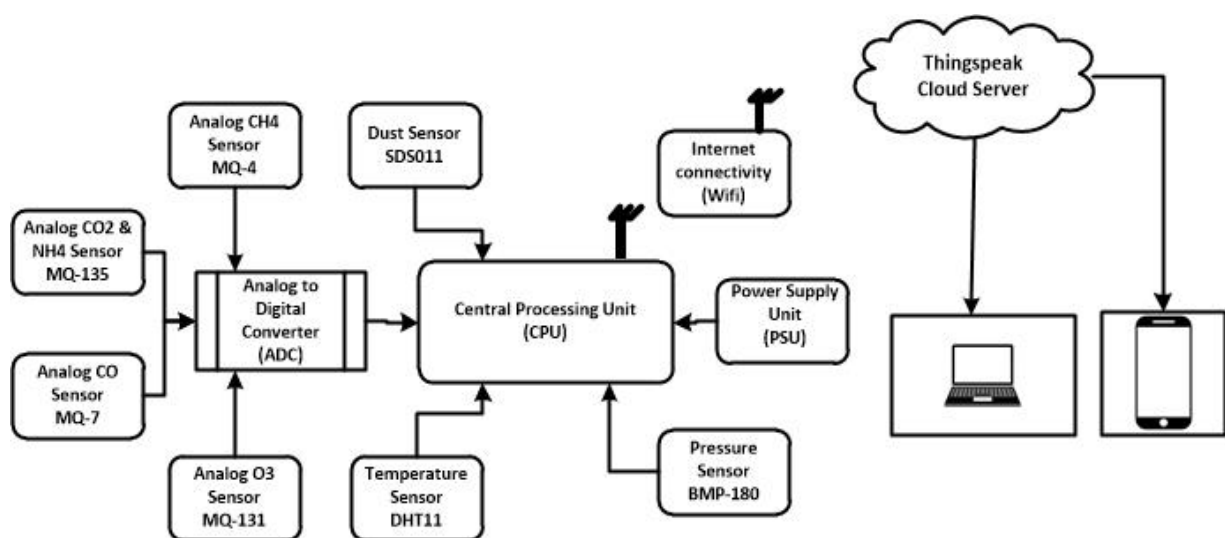 Thingspeak
Cloud Server
Analog CH4
Sensor
MQ-4
Dust Sensor
SDS011
Internet
connectivity
(Wifi)
Analog CO2 &
NH4 Sensor
MQ-135
Analog to
Digital
Converter
(ADC)
Central Processing Unit
(CPU)
Power Supply
Unit
(PSU)
Analog CO
Sensor
MQ-7
Analog O3
Sensor
MQ-131
Temperature
Sensor
DHT11
Pressure
Sensor
BMP-180